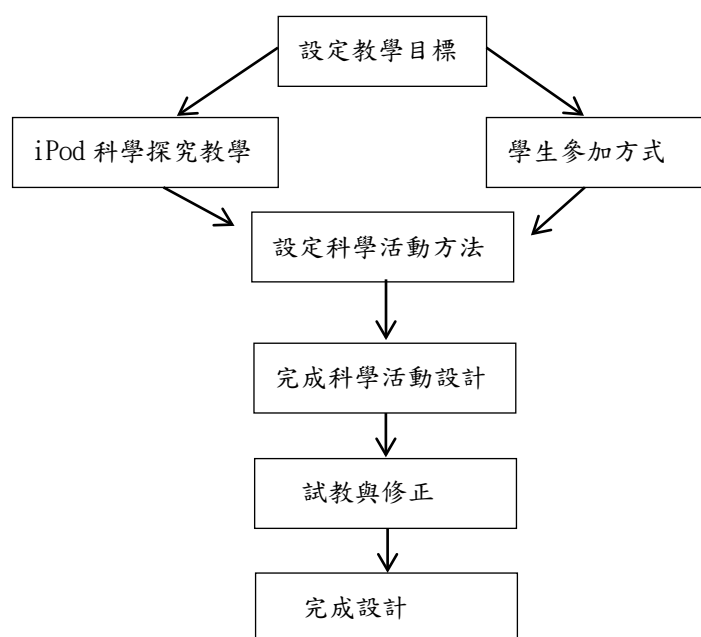 設定教學目標
iPod 科學探究教學
學生參加方式
設定科學活動方法
完成科學活動設計
試教與修正
完成設計